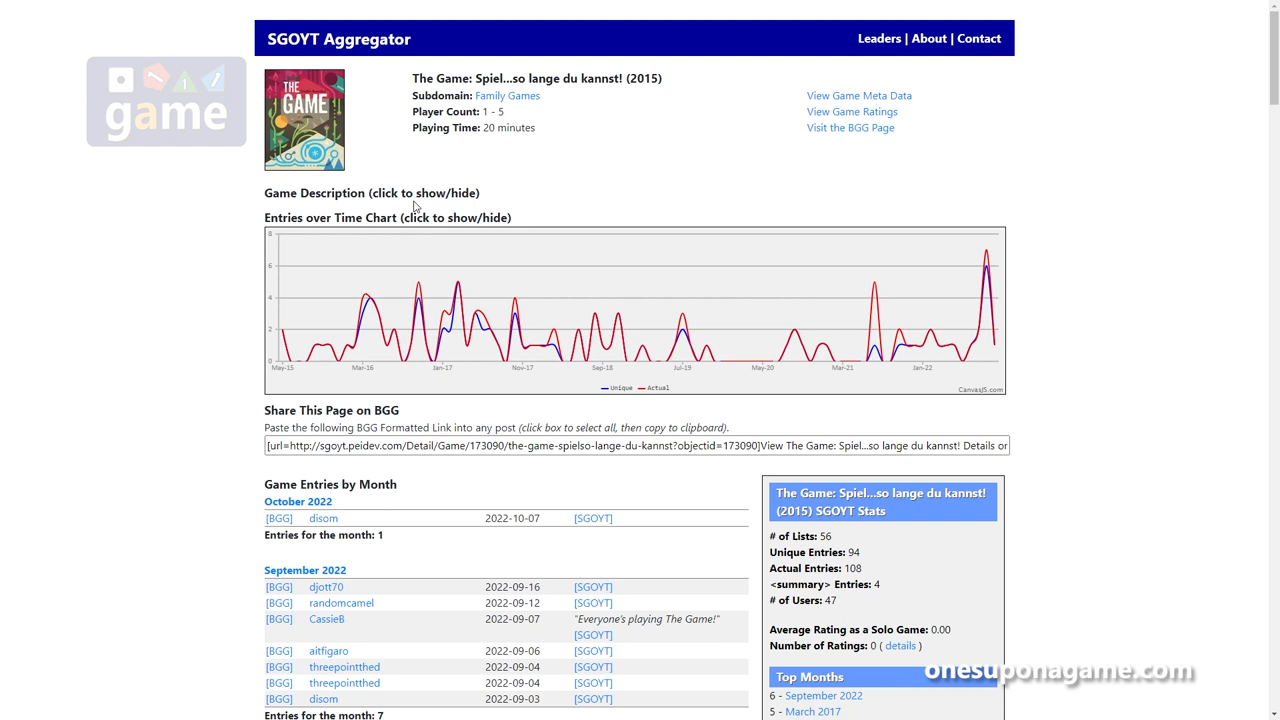 SGOYT Aggregator
Leaders | About | Contact
game
THE GAME
The Game: Spiel...so lange du kannst! (2015)
Subdomain: Family Games
Player Count: 1 - 5
Playing Time: 20 minutes
View Game Meta Data
View Game Ratings
Visit the BGG Page
Game Description (click to show/hide)
Entries over Time Chart (click to show/hide)
8
6
4
2
0
May-15 Mar-16 Jan-17 Nov-17 Sep-18 Jul-19 May-20 Mar-21 Jan-22
Unique Actual
CanvasJS.com
Share This Page on BGG
Paste the following BGG Formatted Link into any post (click box to select all, then copy to clipboard).
[url=http://sgoyt.peidev.com/Detail/Game/173090/the-game-spielso-lange-du-kannst?objectid=173090]View The Game: Spiel...so lange du kannst! Details or
Game Entries by Month
October 2022
[BGG] disom 2022-10-07 [SGOYT]
Entries for the month: 1
September 2022
[BGG] djott70 2022-09-16 [SGOYT]
[BGG] randomcamel 2022-09-12 [SGOYT]
[BGG] CassieB 2022-09-07 "Everyone's playing The Game!"
[SGOYT]
[BGG] aitfigaro 2022-09-06 [SGOYT]
[BGG] threepointthed 2022-09-04 [SGOYT]
[BGG] threepointthed 2022-09-04 [SGOYT]
[BGG] disom 2022-09-03 [SGOYT]
Entries for the month: 7
The Game: Spiel...so lange du kannst!
(2015) SGOYT Stats
# of Lists: 56
Unique Entries: 94
Actual Entries: 108
<summary> Entries: 4
# of Users: 47
Average Rating as a Solo Game: 0.00
Number of Ratings: 0 ( details )
Top Months
6 - September 2022
5 - March 2017
onesuponagame.com